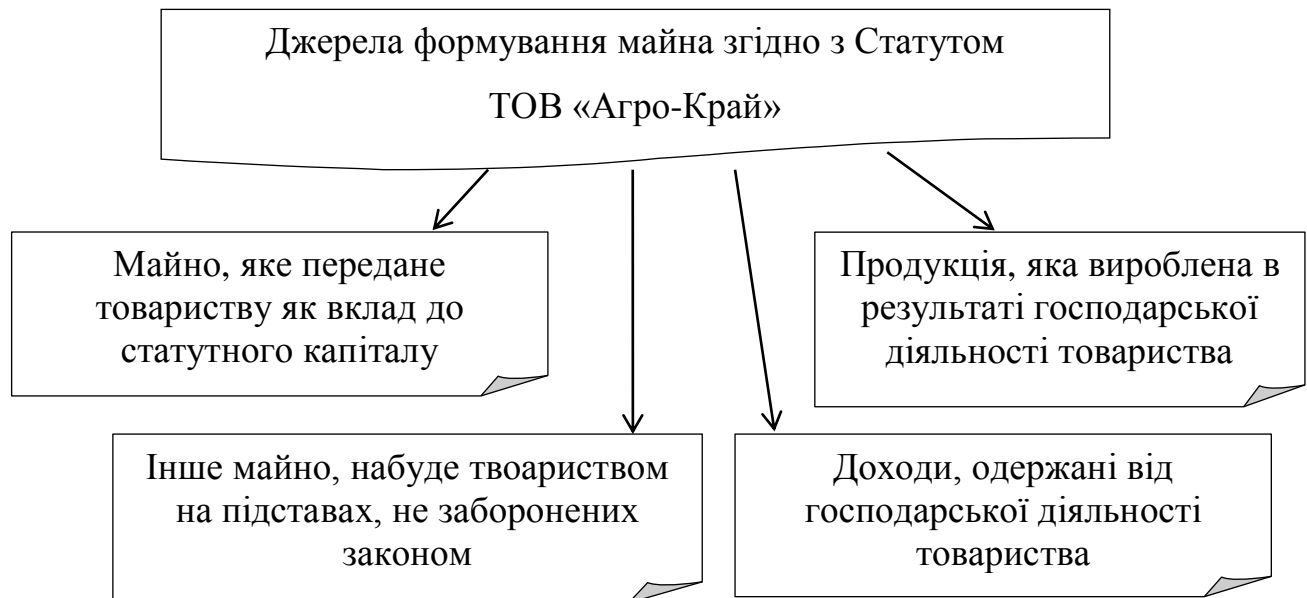 Джерела формування майна згідно з Статутом
ТОВ «Агро-Край»
Майно, яке передане
товариству як вклад до
статутного капіталу
Продукція, яка вироблена в
результаті господарської
діяльності товариства
Інше майно, набуде твоариством
на підставах, не заборонених
законом
Доходи, одержані від
господарської діяльності
товариства